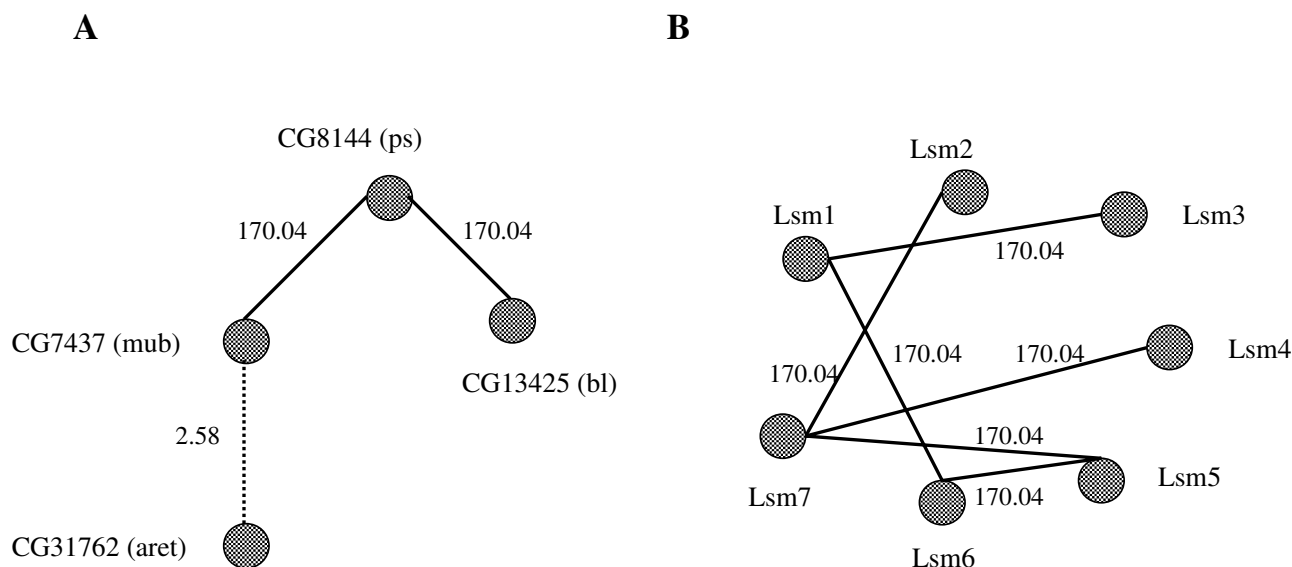 A
CG8144 (ps)
170.04
170.04
CG7437 (mub)
CG13425 (bl)
2.58
CG31762 (aret)
B
Lsm2
Lsm1
Lsm3
170.04
170.04
170.04
Lsm4
170.04
170.04
Lsm5
Lsm7
170.04
Lsm6